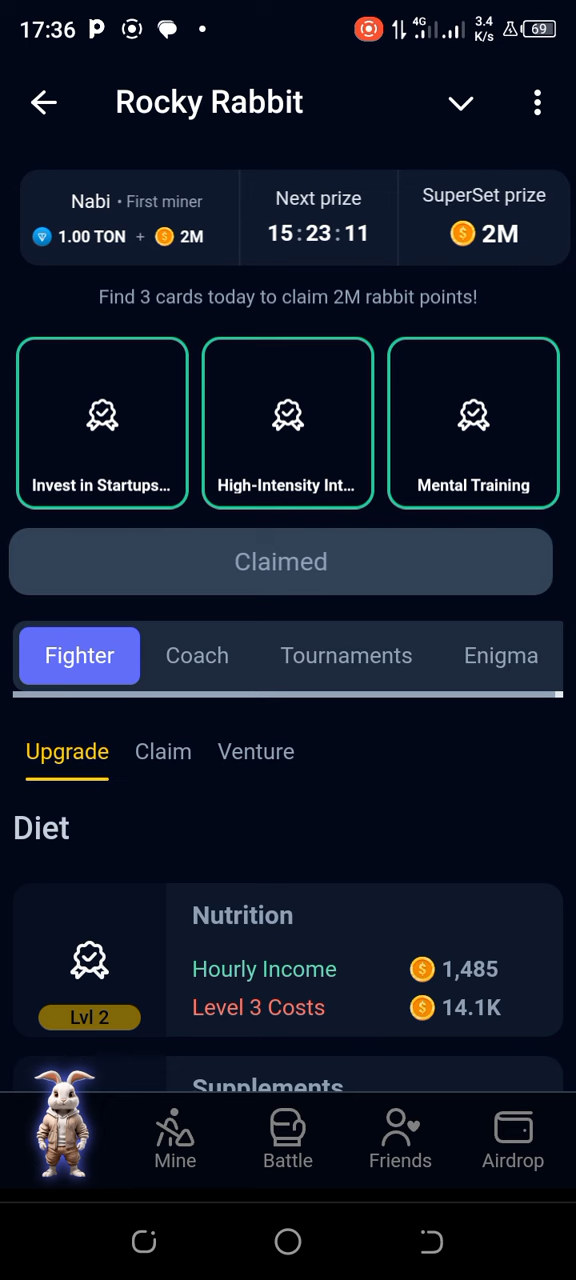 17:36 4G 3.4 K/s 69
Rocky Rabbit
Nabi • First miner
1.00 TON + 2M
Next prize
15:23:11
SuperSet prize
2M
Find 3 cards today to claim 2M rabbit points!
Invest in Startups...
High-Intensity Int...
Mental Training
Claimed
Fighter Coach Tournaments Enigma
Upgrade Claim Venture
Diet
Nutrition
Hourly Income 1,485
Level 3 Costs 14.1K
Lvl 2
Supplements
Mine Battle Friends Airdrop